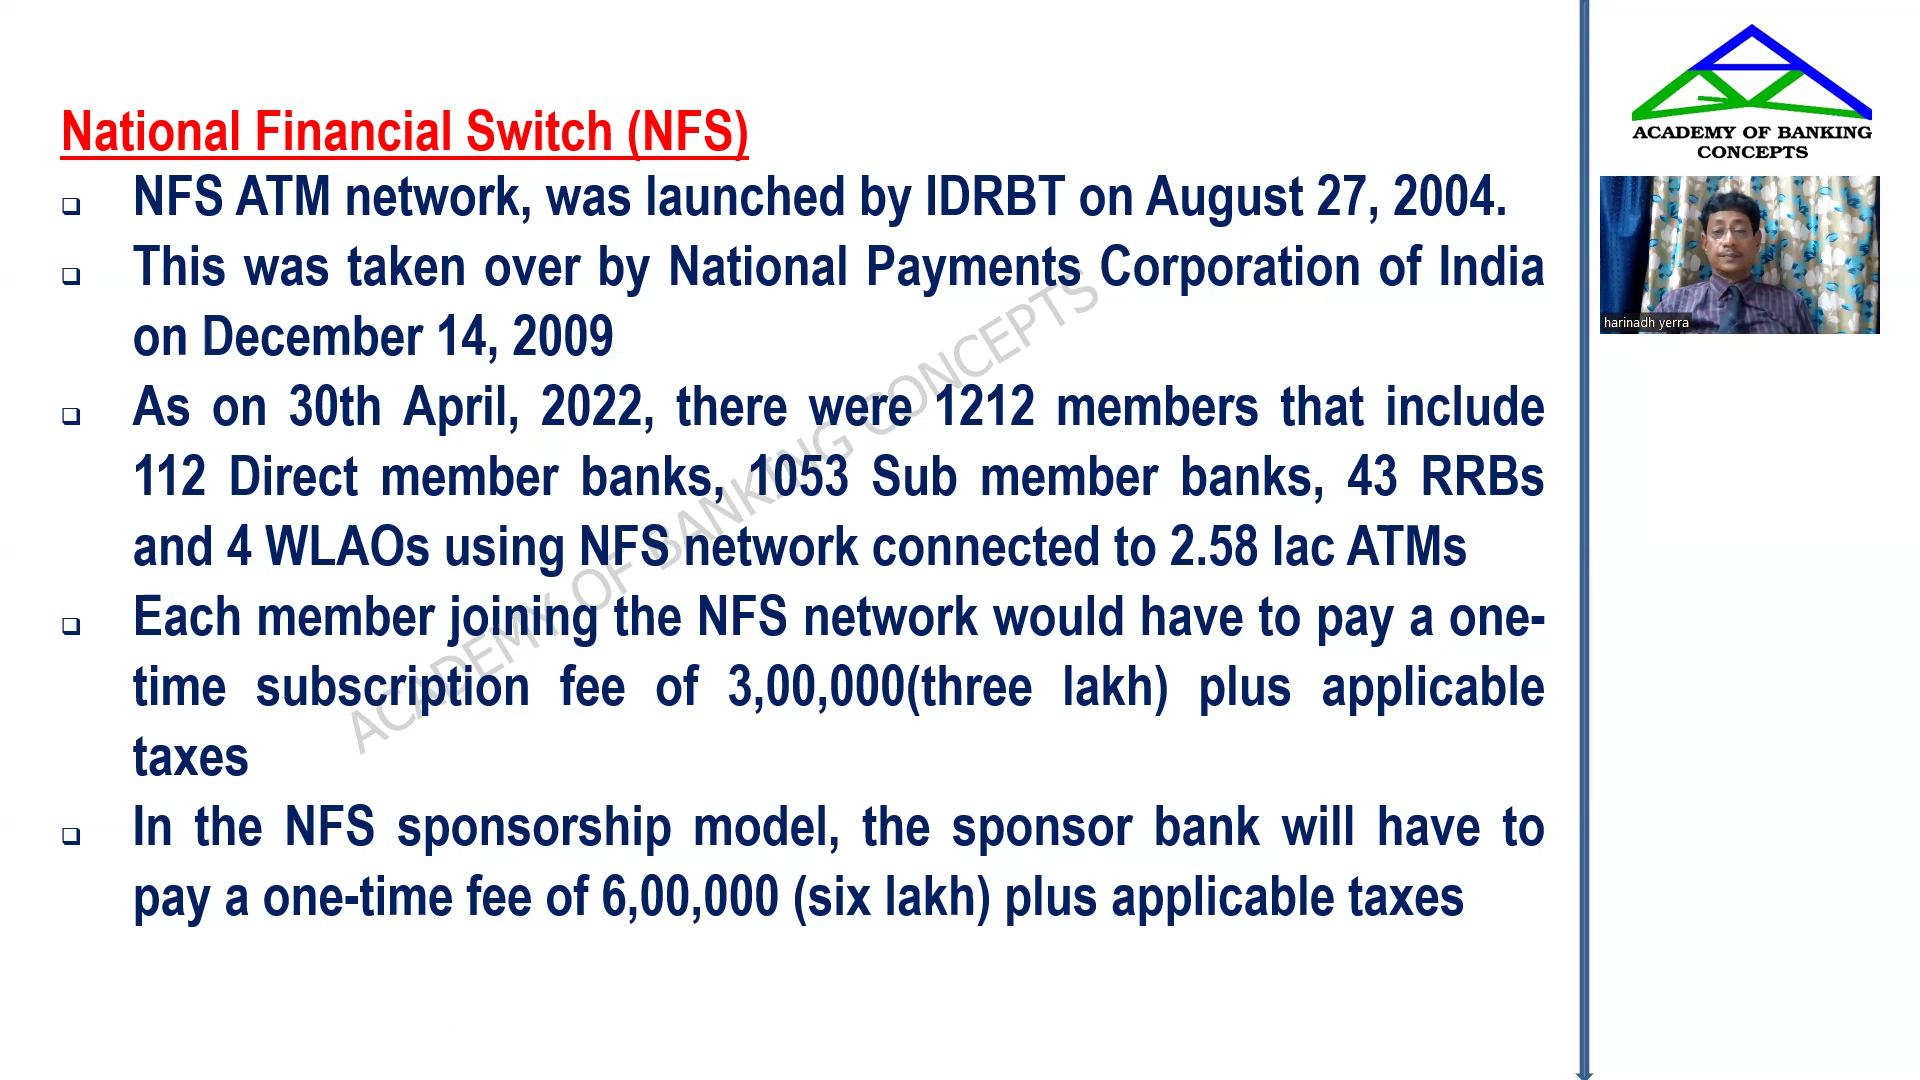 National Financial Switch (NFS)
NFS ATM network, was launched by IDRBT on August 27, 2004.
This was taken over by National Payments Corporation of India
on December 14, 2009
As on 30th April, 2022, there were 1212 members that include
112 Direct member banks, 1053 Sub member banks, 43 RRBs
and 4 WLAOs using NFS network connected to 2.58 lac ATMs
Each member joining the NFS network would have to pay a one-
time subscription fee of 3,00,000(three lakh) plus applicable
taxes
In the NFS sponsorship model, the sponsor bank will have to
pay a one-time fee of 6,00,000 (six lakh) plus applicable taxes
ACADEMY OF BANKING CONCEPTS
ACADEMY OF BANKING
CONCEPTS
harinadh yerra